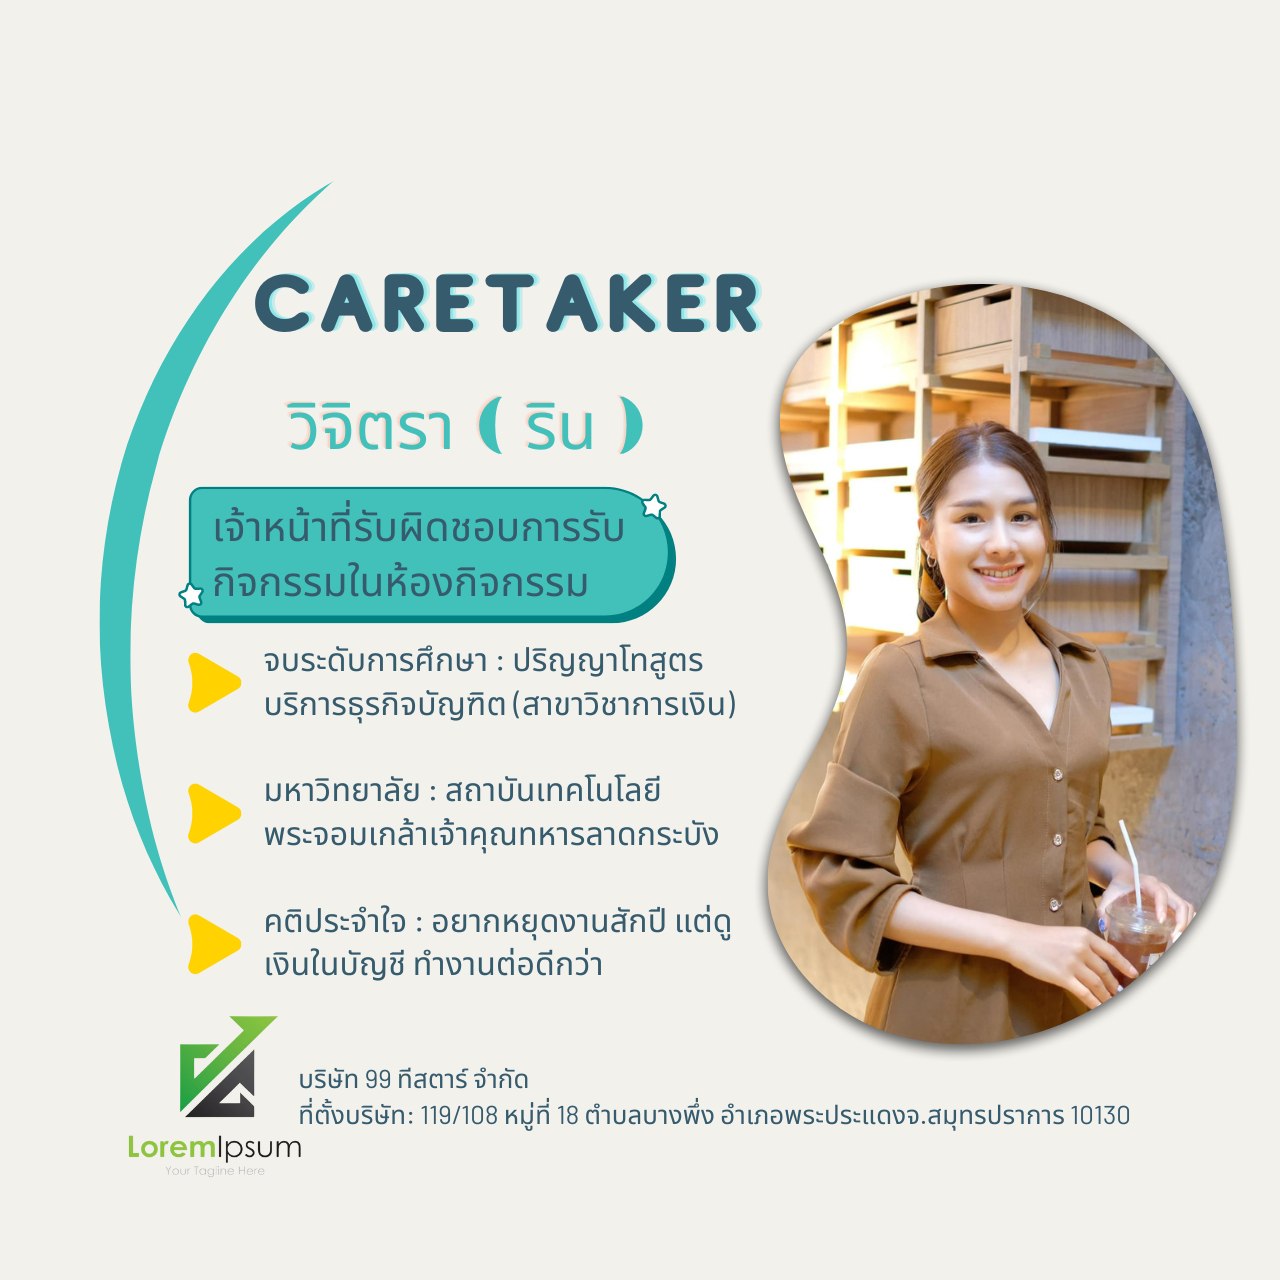 CARETAKER
วิจิตรา ( ริน )
เจ้าหน้าที่รับผิดชอบการรับ
กิจกรรมในห้องกิจกรรม
จบระดับการศึกษา : ปริญญาโทสูตร
บริการธุรกิจบัญฑิต (สาขาวิชาการเงิน)
มหาวิทยาลัย : สถาบันเทคโนโลยี
พระจอมเกล้าเจ้าคุณทหารลาดกระบัง
คติประจำใจ : อยากหยุดงานสักปี แต่ดู
เงินในบัญชี ทำงานต่อดีกว่า
บริษัท 99 ทีสตาร์ จำกัด
ที่ตั้งบริษัท: 119/108 หมู่ที่ 18 ตำบลบางพึ่ง อำเภอพระประแดงจ.สมุทรปราการ 10130
LoremIpsum
Your Tagline Here